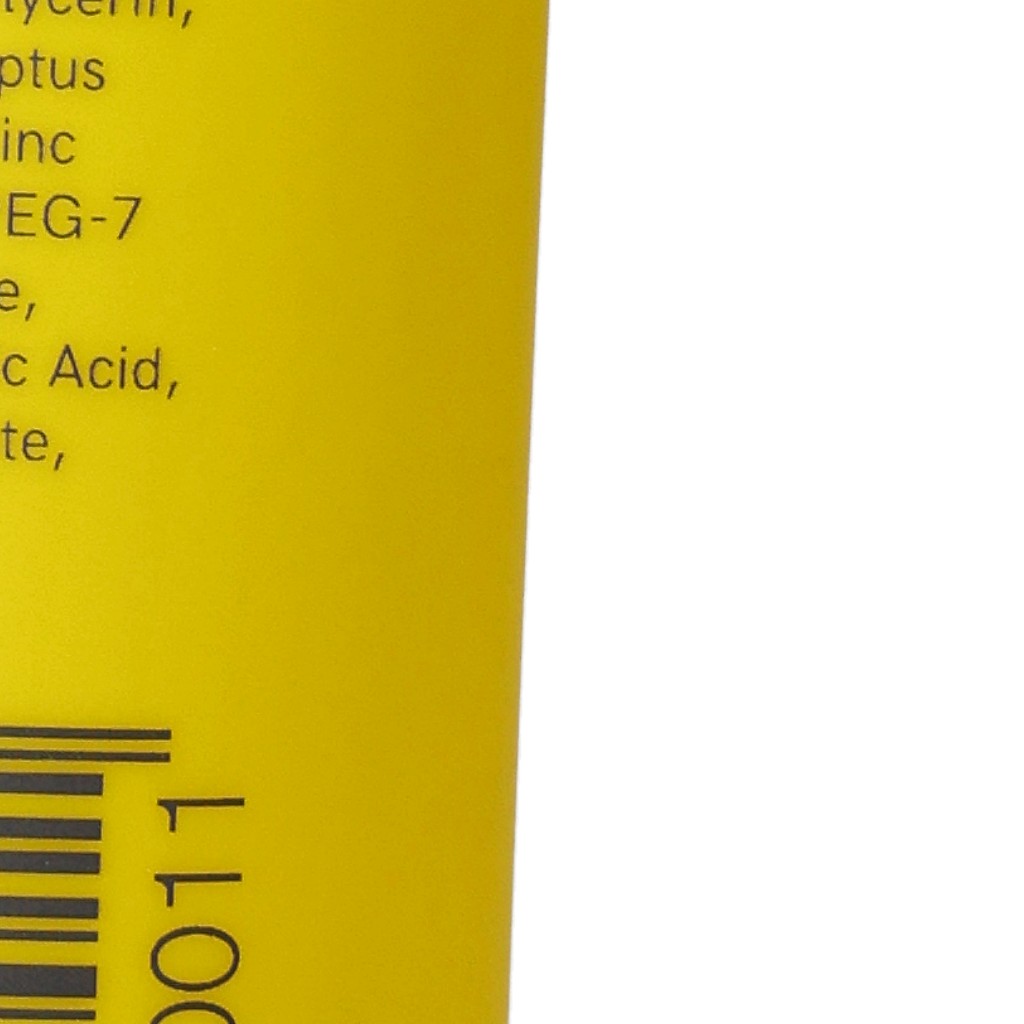 lycerin,
ptus
inc
EG-7
e,
c Acid,
te,
0011